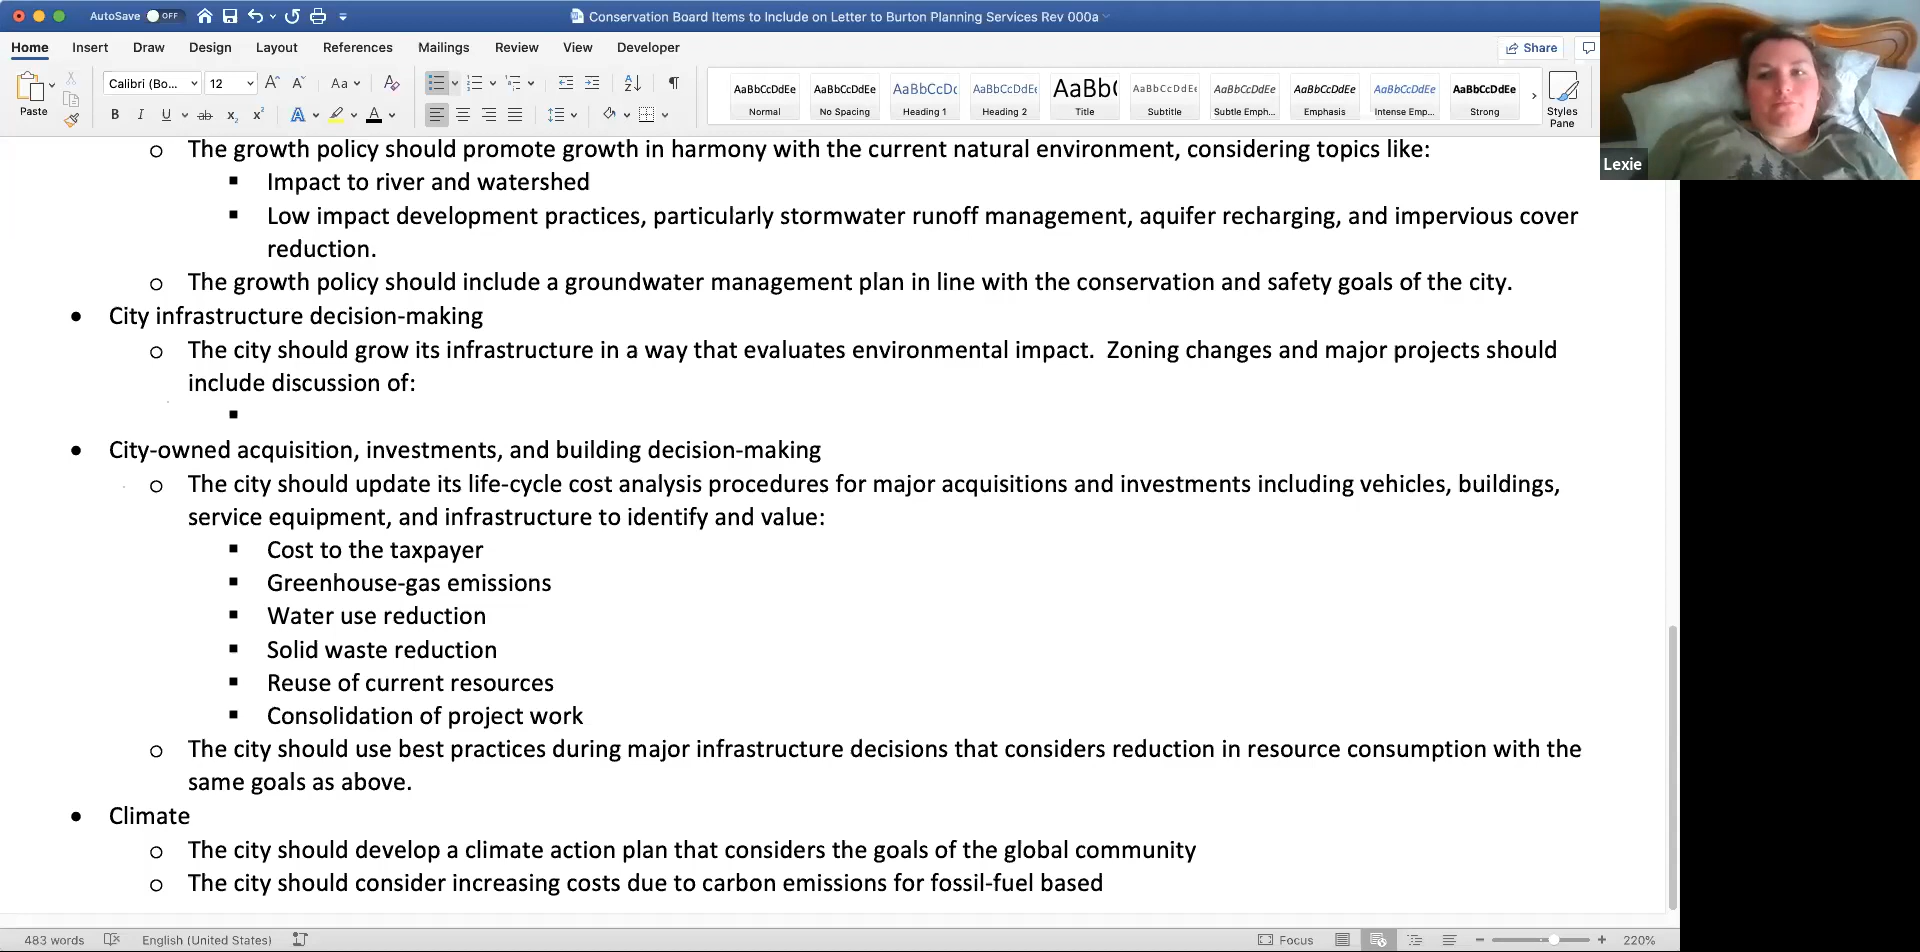 AutoSave OFF
Conservation Board Items to Include on Letter to Burton Planning Services Rev 000a
Home Insert Draw Design Layout References Mailings Review View Developer
Share
Paste
Calibri (Bo... 12
Aa
B I U ab x₂ x²
AaBbCcDdEe AaBbCcDdEe AaBbCcDc AaBbCcDdEe AaBb( AaBbCcDdEe AaBbCcDdEe AaBbCcDdEe AaBbCcDdEe AaBbCcDdEe
Normal No Spacing Heading 1 Heading 2 Title Subtitle Subtle Emph... Emphasis Intense Emp... Strong
Styles
Pane
Lexie
o The growth policy should promote growth in harmony with the current natural environment, considering topics like:
▪ Impact to river and watershed
▪ Low impact development practices, particularly stormwater runoff management, aquifer recharging, and impervious cover
reduction.
o The growth policy should include a groundwater management plan in line with the conservation and safety goals of the city.
• City infrastructure decision-making
o The city should grow its infrastructure in a way that evaluates environmental impact.  Zoning changes and major projects should
include discussion of:
▪
• City-owned acquisition, investments, and building decision-making
o The city should update its life-cycle cost analysis procedures for major acquisitions and investments including vehicles, buildings,
service equipment, and infrastructure to identify and value:
▪ Cost to the taxpayer
▪ Greenhouse-gas emissions
▪ Water use reduction
▪ Solid waste reduction
▪ Reuse of current resources
▪ Consolidation of project work
o The city should use best practices during major infrastructure decisions that considers reduction in resource consumption with the
same goals as above.
• Climate
o The city should develop a climate action plan that considers the goals of the global community
o The city should consider increasing costs due to carbon emissions for fossil-fuel based
483 words English (United States) Focus 220%